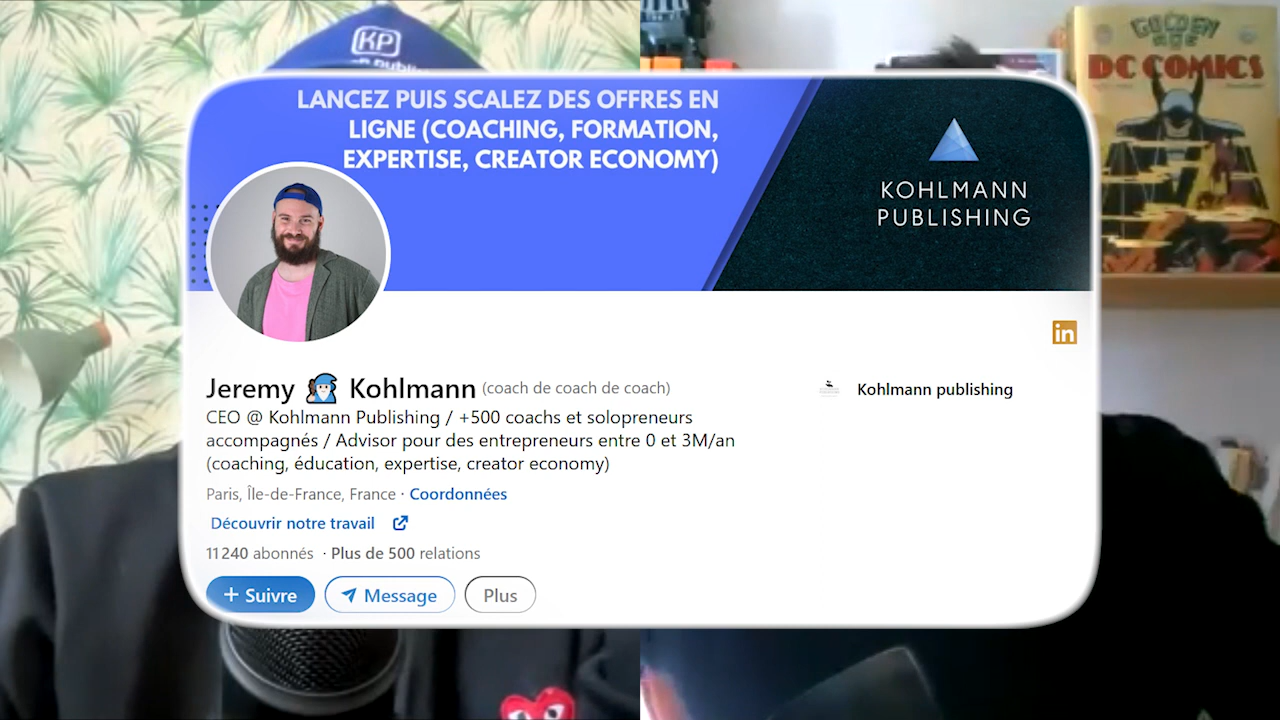 KP
LANCEZ PUIS SCALEZ DES OFFRES EN
LIGNE (COACHING, FORMATION,
EXPERTISE, CREATOR ECONOMY)
KOHLMANN
PUBLISHING
GOLDEN
AGE
DC COMICS
in
Jeremy Kohlmann (coach de coach de coach)
Kohlmann publishing
CEO @ Kohlmann Publishing / +500 coachs et solopreneurs
accompagnés / Advisor pour des entrepreneurs entre 0 et 3M/an
(coaching, éducation, expertise, creator economy)
Paris, Île-de-France, France · Coordonnées
Découvrir notre travail
11 240 abonnés · Plus de 500 relations
+ Suivre
Message
Plus